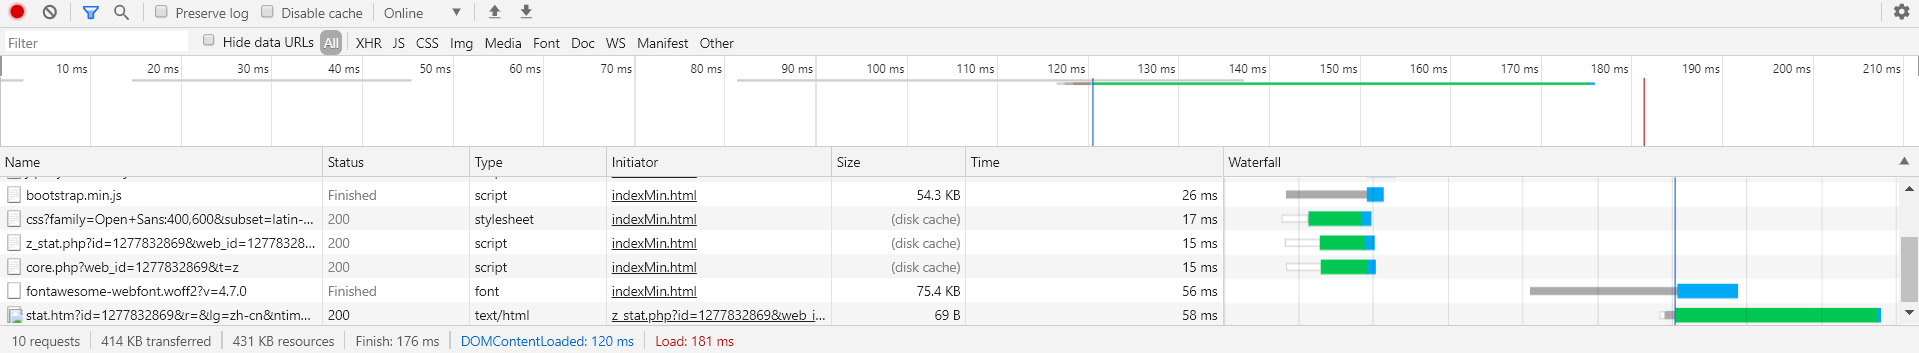 Preserve log Disable cache Online
Filter Hide data URLs All XHR JS CSS Img Media Font Doc WS Manifest Other
10 ms 20 ms 30 ms 40 ms 50 ms 60 ms 70 ms 80 ms 90 ms 100 ms 110 ms 120 ms 130 ms 140 ms 150 ms 160 ms 170 ms 180 ms 190 ms 200 ms 210 ms
Name Status Type Initiator Size Time Waterfall
bootstrap.min.js Finished script indexMin.html 54.3 KB 26 ms
css?family=Open+Sans:400,600&subset=latin-... 200 stylesheet indexMin.html (disk cache) 17 ms
z_stat.php?id=1277832869&web_id=12778328... 200 script indexMin.html (disk cache) 15 ms
core.php?web_id=1277832869&t=z 200 script indexMin.html (disk cache) 15 ms
fontawesome-webfont.woff2?v=4.7.0 Finished font indexMin.html 75.4 KB 56 ms
stat.htm?id=1277832869&r=&lg=zh-cn&ntim... 200 text/html z_stat.php?id=1277832869&web_i... 69 B 58 ms
10 requests 414 KB transferred 431 KB resources Finish: 176 ms DOMContentLoaded: 120 ms Load: 181 ms